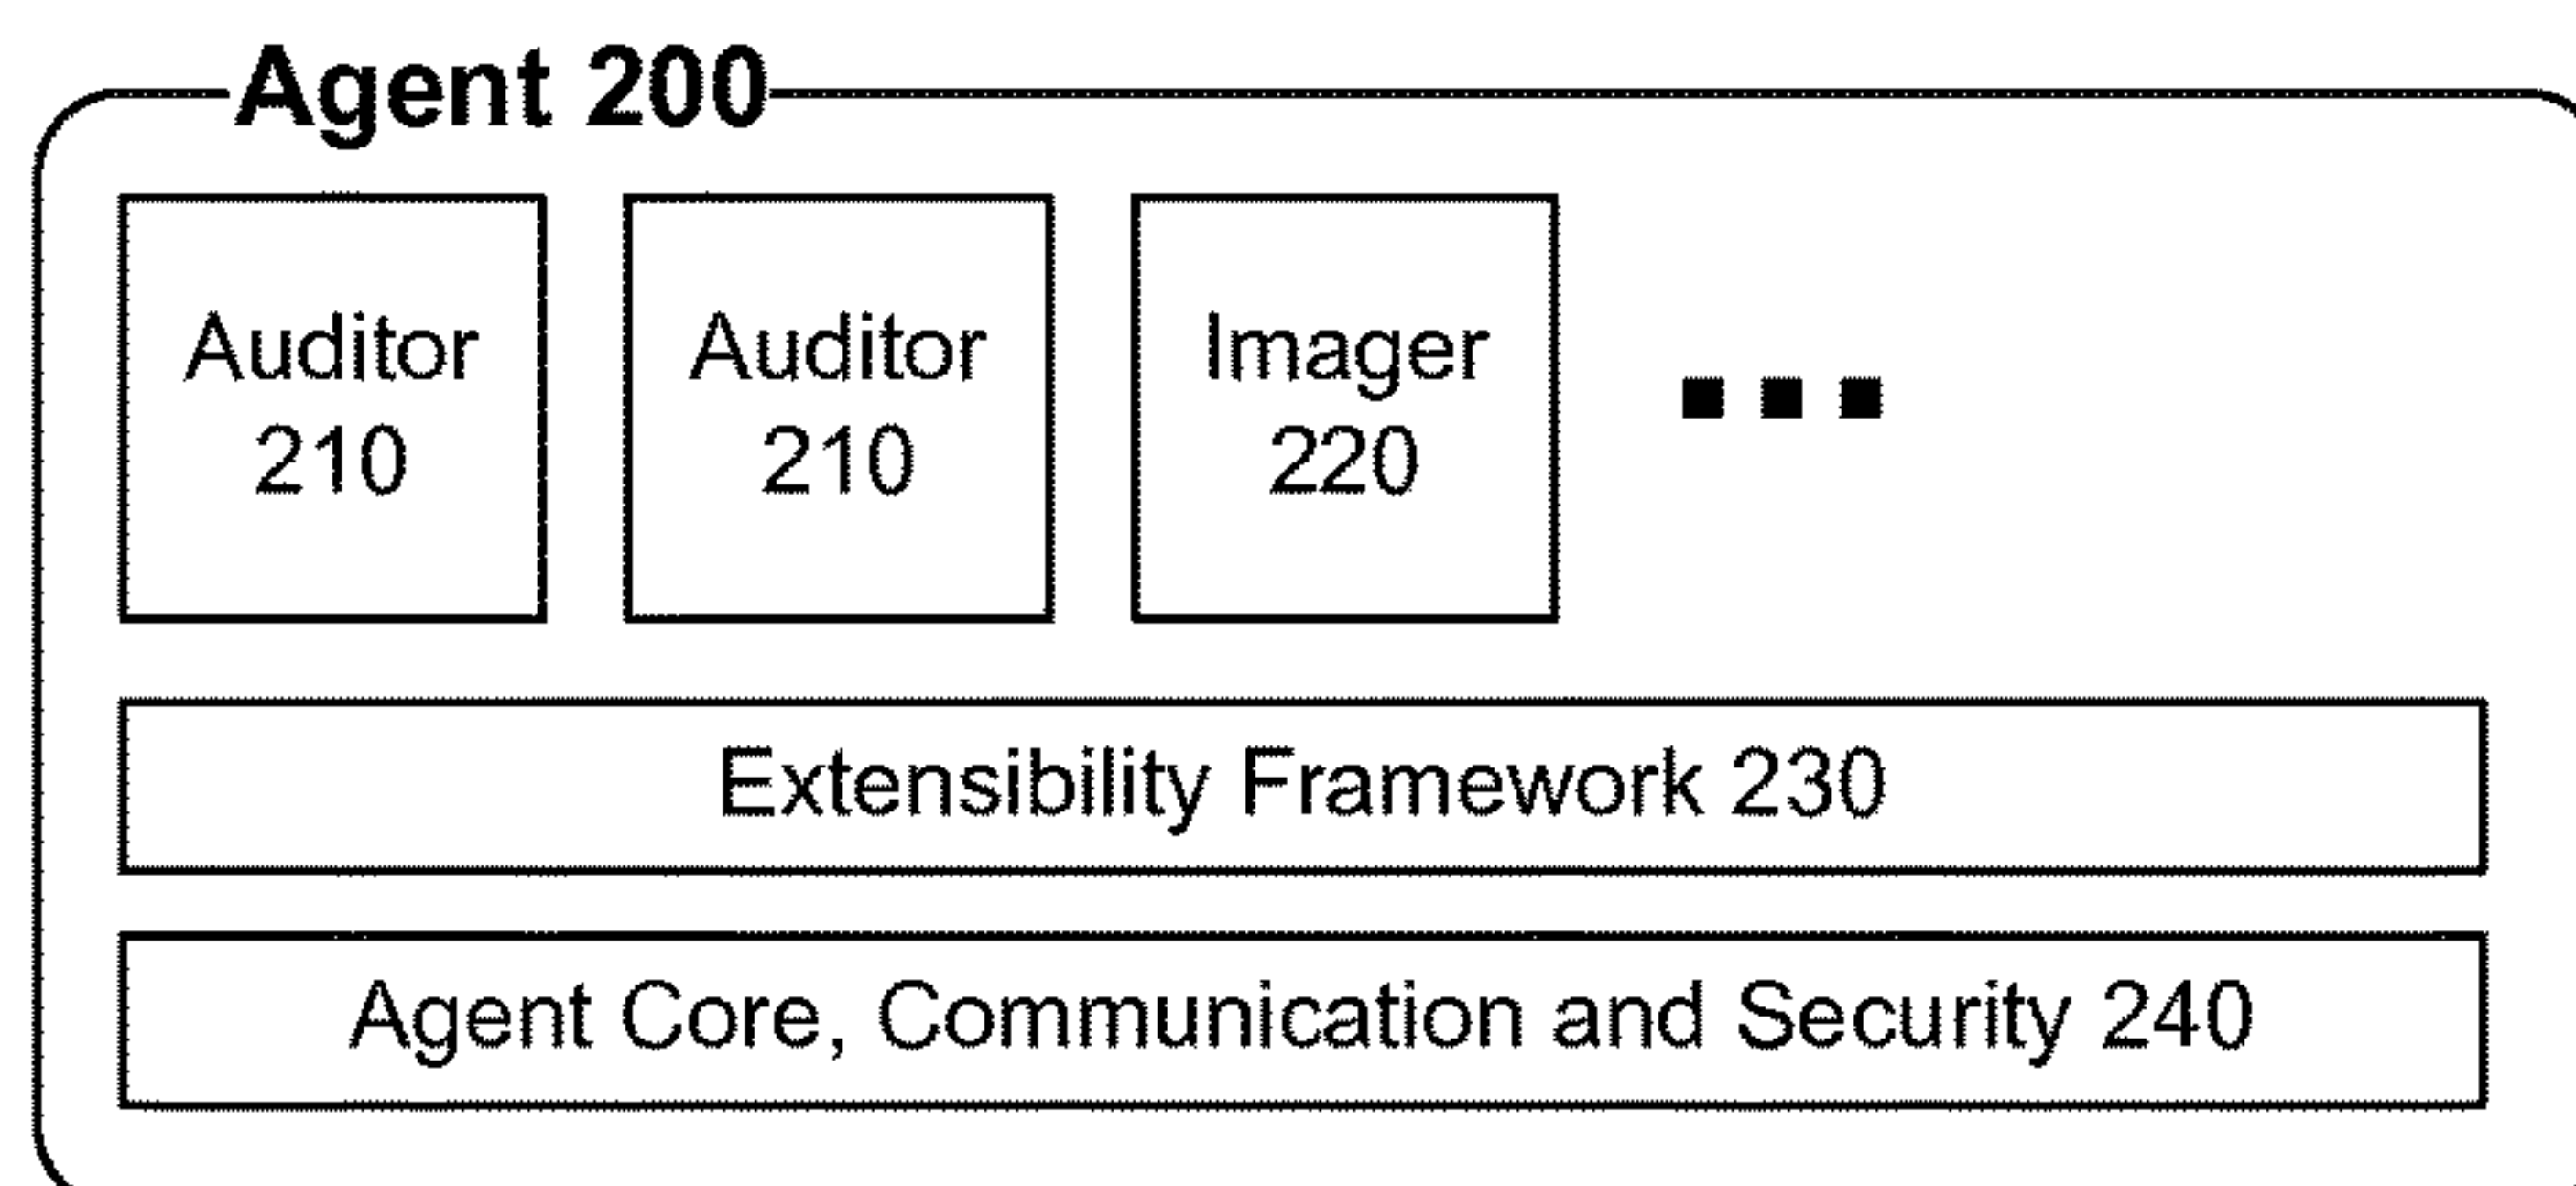 Agent 200
Auditor
210
Auditor
210
Imager
220
Extensibility Framework 230
Agent Core, Communication and Security 240